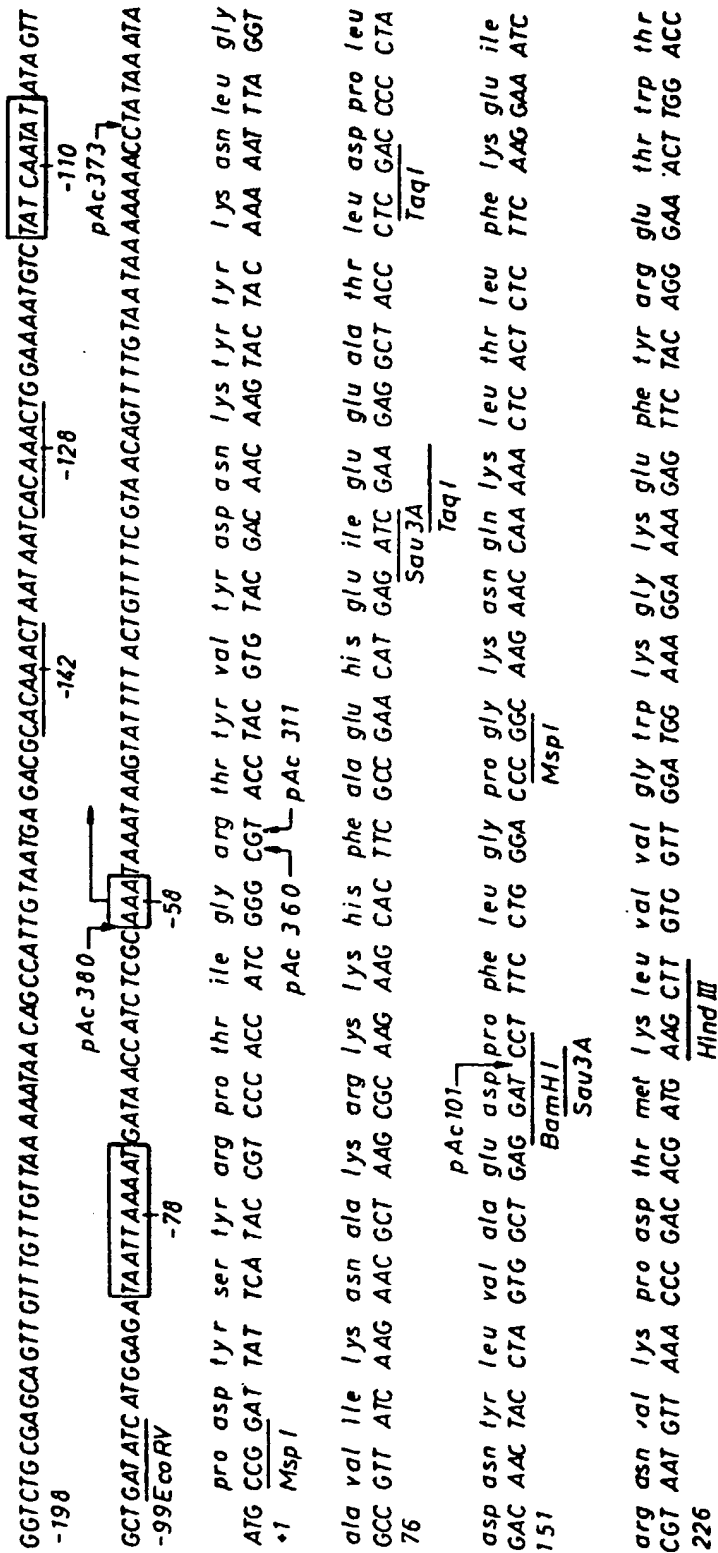 GGTCTGCGAGCAGTTGTTTGTTGTTAAAAATAACAGCCATTGTAATGAGACGCACAAACTAATAATCACAAACTGGAAAATGTCTATCAATATATAGTT
-198 -142 -128 -110
pAc380 pAc373
GCTGATATCATGGAGATAATTAAAATGATAACCATCTCGCAAATAAATAAGTATTTTACTGTTTTCGTAACAGTTTTGTAATAAAAAAACCTATAAATA
-99 EcoRV -78 -58
pro asp tyr ser tyr arg pro thr ile gly arg thr tyr val tyr asp asn lys tyr tyr lys asn leu gly
ATG CCG GAT TAT TCA TAC CGT CCC ACC ATC GGG CGT ACC TAC GTG TAC GAC AAC AAG TAC TAC AAA AAT TTA GGT
+1 MspI pAc360 pAc311
ala val ile lys asn ala lys arg lys lys his phe ala glu his glu ile glu glu ala thr leu asp pro leu
GCC GTT ATC AAG AAC GCT AAG CGC AAG AAG CAC TTC GCC GAA CAT GAG ATC GAA GAG GCT ACC CTC GAC CCC CTA
76 Sau3A TaqI
TaqI
pAc101
asp asn tyr leu val ala glu asp pro phe leu gly pro gly lys asn gln lys leu thr leu phe lys glu ile
GAC AAC TAC CTA GTG GCT GAG GAT CCT TTC CTG GGA CCC GGC AAG AAC CAA AAA CTC ACT CTC TTC AAG GAA ATC
151 BamHI MspI
Sau3A
arg asn val lys pro asp thr met lys leu val val gly trp lys gly lys glu phe tyr arg glu thr trp thr
CGT AAT GTT AAA CCC GAC ACG ATG AAG CTT GTG GTT GGA TGG AAA GGA AAA GAG TTC TAC AGG GAA ACT TGG ACC
226 Hind III